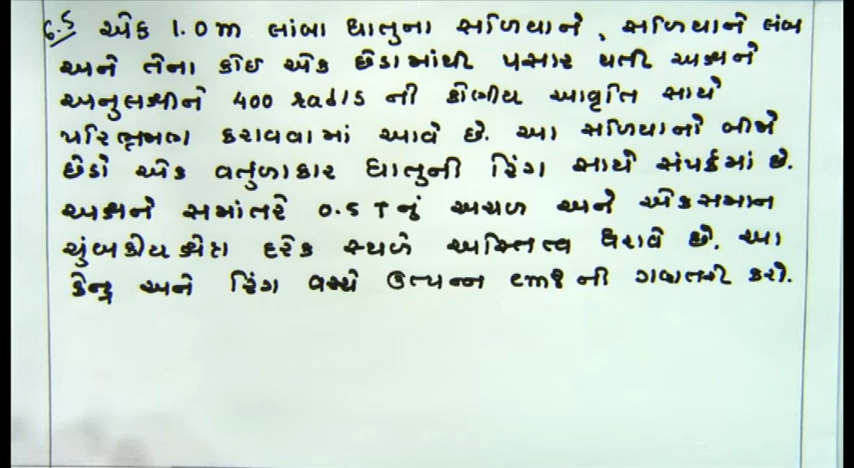 6.5 એક 1.0 m લાંબા ધાતુના સળિયાને, સળિયાને લંબ
અને તેના કોઇ એક છેડામાંથી પસાર થતી અક્ષને
અનુલક્ષીને 400 rad/s ની કોણીય આવૃતિ સાથે
પરિભ્રમણ કરાવવામાં આવે છે. આ સળિયાનો બીજો
છેડો એક વર્તુળાકાર ધાતુની રિંગ સાથે સંપર્કમાં છે.
અક્ષને સમાંતરે 0.5 T નું અચળ અને એકસમાન
ચુંબકીય ક્ષેત્ર દરેક સ્થળે અસ્તિત્વ ધરાવે છે. આ
કેન્દ્ર અને રિંગ વચ્ચે ઉત્પન્ન emf ની ગણતરી કરો.